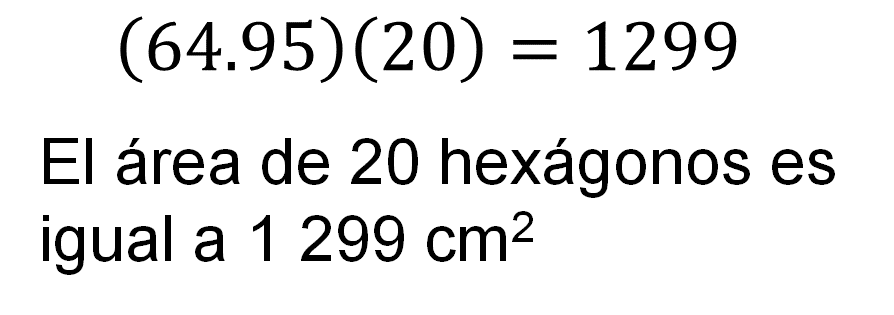 (64.95)(20) = 1299
El área de 20 hexágonos es
igual a 1 299 cm²